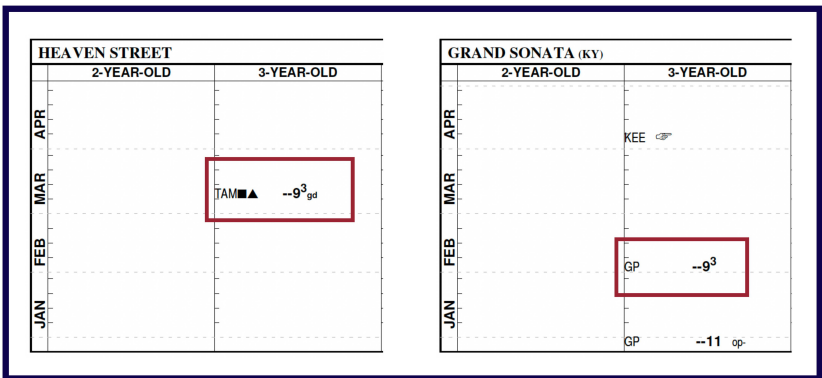 HEAVEN STREET
2-YEAR-OLD 3-YEAR-OLD
APR
MAR
TAM■▲ --9³gd
FEB
JAN
GRAND SONATA (KY)
2-YEAR-OLD 3-YEAR-OLD
APR
KEE ☞
MAR
FEB
GP --9³
JAN
GP --11 op-